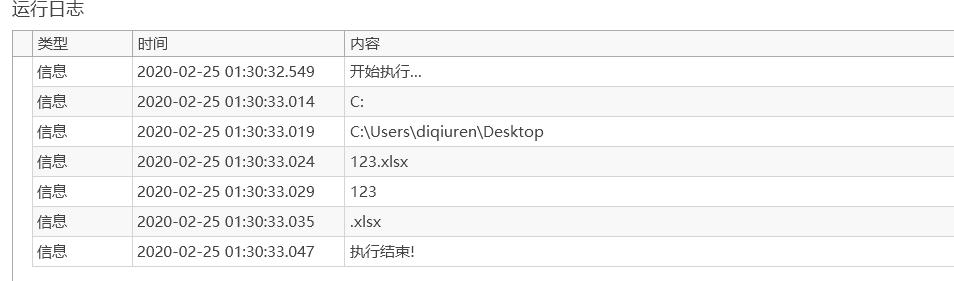 运行日志
类型 时间 内容
信息 2020-02-25 01:30:32.549 开始执行...
信息 2020-02-25 01:30:33.014 C:
信息 2020-02-25 01:30:33.019 C:\Users\diqiuren\Desktop
信息 2020-02-25 01:30:33.024 123.xlsx
信息 2020-02-25 01:30:33.029 123
信息 2020-02-25 01:30:33.035 .xlsx
信息 2020-02-25 01:30:33.047 执行结束!